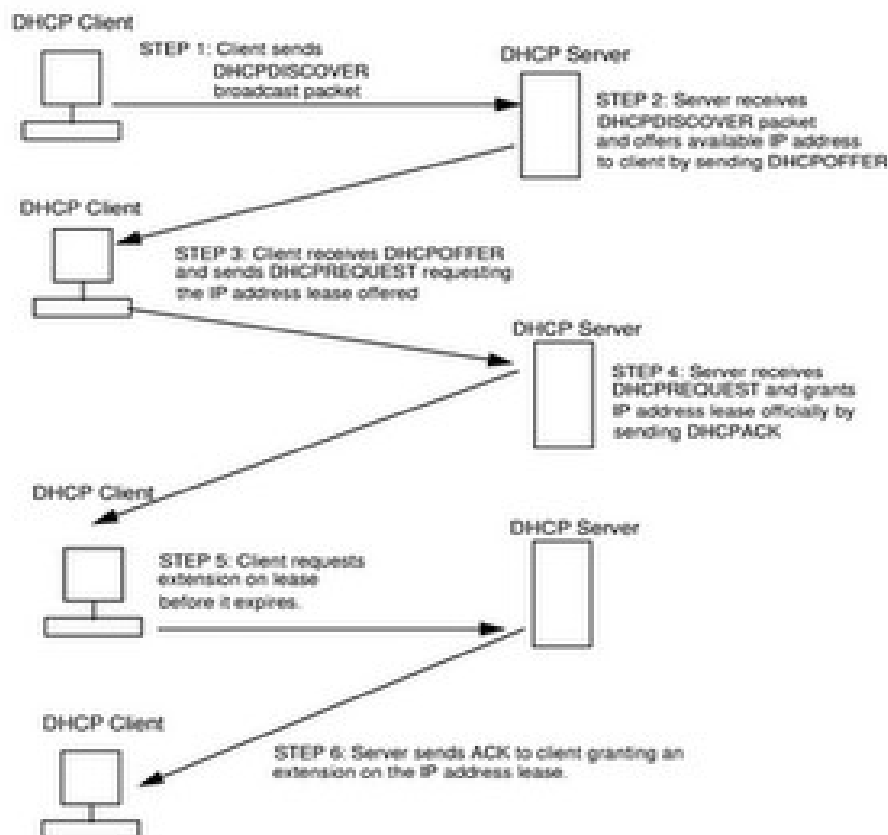 DHCP Client
STEP 1: Client sends
DHCPDISCOVER
broadcast packet
DHCP Server
STEP 2: Server receives
DHCPDISCOVER packet
and offers available IP address
to client by sending DHCPOFFER
DHCP Client
STEP 3: Client receives DHCPOFFER
and sends DHCPREQUEST requesting
the IP address lease offered
DHCP Server
STEP 4: Server receives
DHCPREQUEST and grants
IP address lease officially by
sending DHCPACK
DHCP Client
DHCP Server
STEP 5: Client requests
extension on lease
before it expires.
DHCP Client
STEP 6: Server sends ACK to client granting an
extension on the IP address lease.